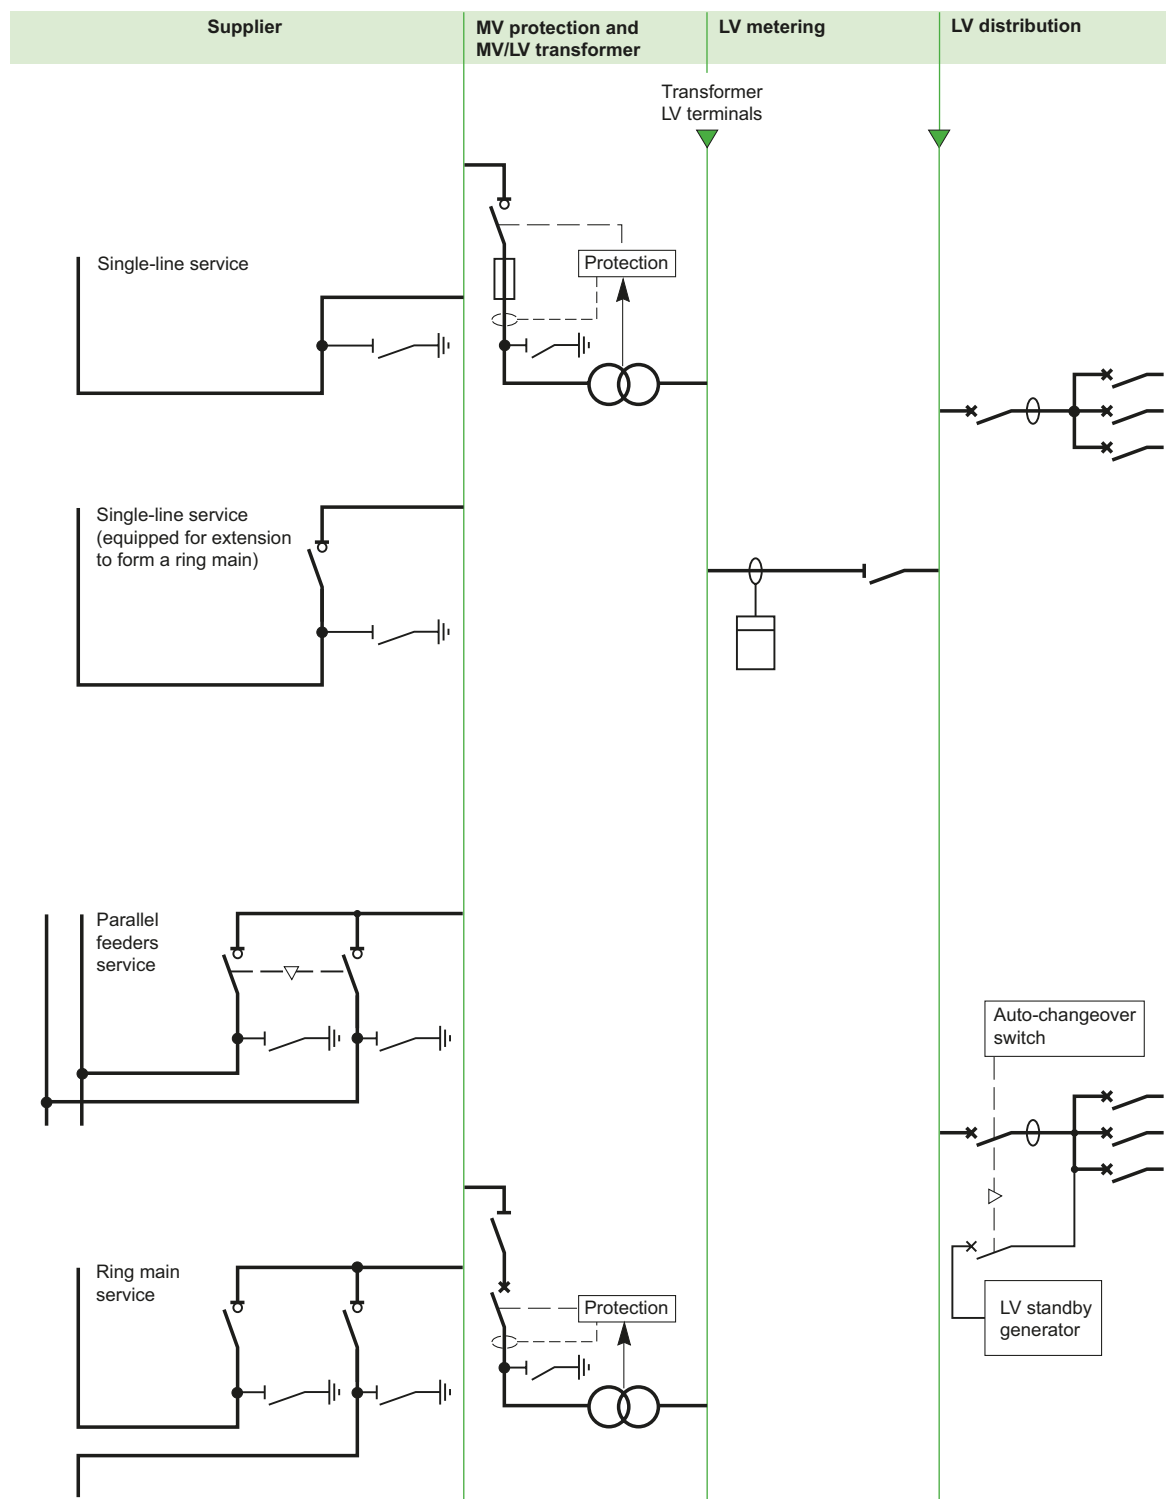 Supplier
MV protection and
MV/LV transformer
LV metering
LV distribution
Transformer
LV terminals
Single-line service
Protection
Single-line service
(equipped for extension
to form a ring main)
Parallel
feeders
service
Auto-changeover
switch
Ring main
service
Protection
LV standby
generator